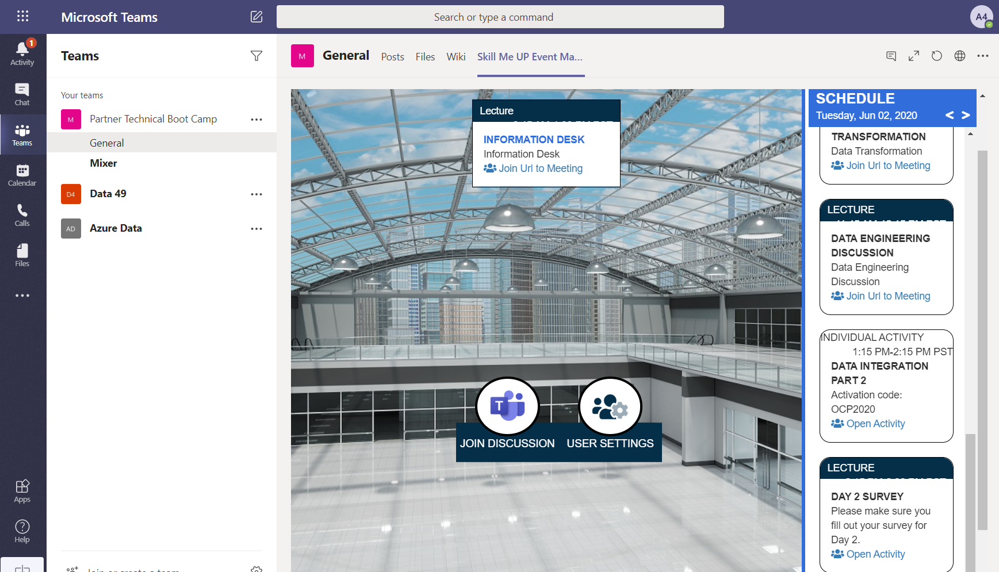 Microsoft Teams
Search or type a command
A4
1
Activity
Chat
Teams
Calendar
Calls
Files
Apps
Help
Teams
Your teams
M
Partner Technical Boot Camp
General
Mixer
D4
Data 49
AD
Azure Data
M
General
Posts
Files
Wiki
Skill Me UP Event Ma...
Lecture
INFORMATION DESK
Information Desk
Join Url to Meeting
T
JOIN DISCUSSION
USER SETTINGS
SCHEDULE
Tuesday, Jun 02, 2020
< >
TRANSFORMATION
Data Transformation
Join Url to Meeting
LECTURE
DATA ENGINEERING
DISCUSSION
Data Engineering
Discussion
Join Url to Meeting
INDIVIDUAL ACTIVITY
1:15 PM-2:15 PM PST
DATA INTEGRATION
PART 2
Activation code:
OCP2020
Open Activity
LECTURE
DAY 2 SURVEY
Please make sure you
fill out your survey for
Day 2.
Open Activity